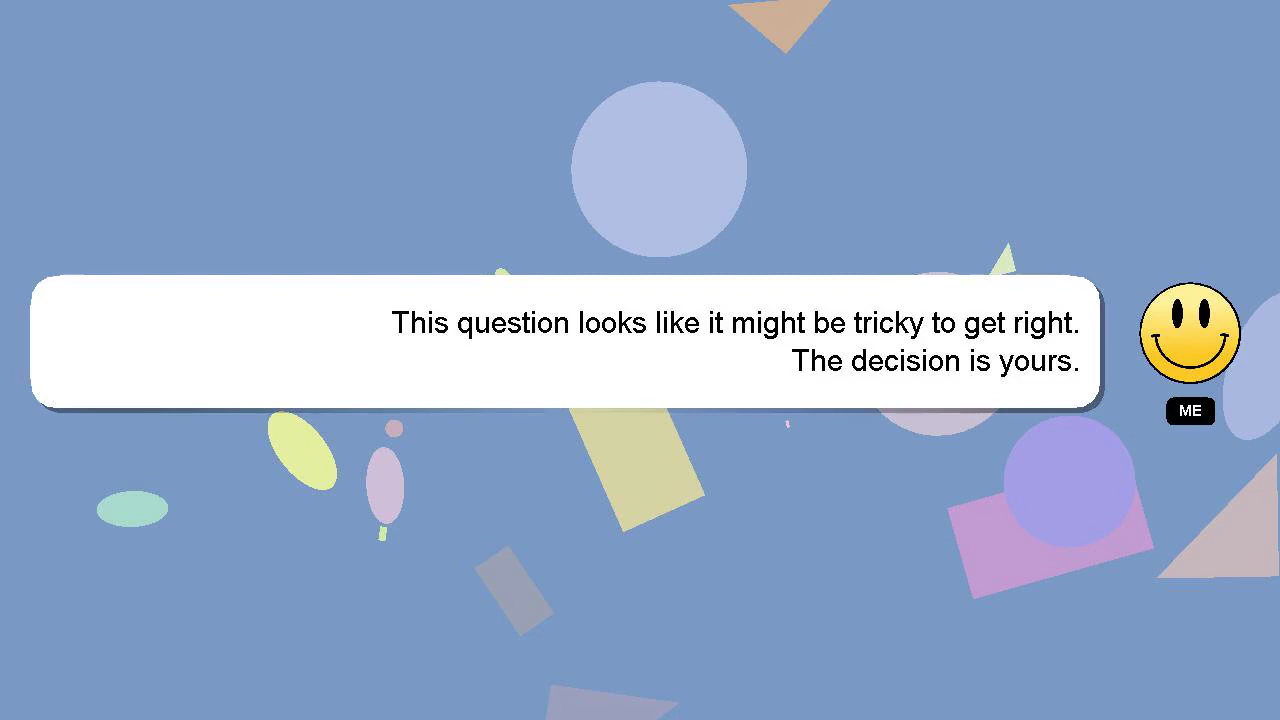 This question looks like it might be tricky to get right.
The decision is yours.
ME